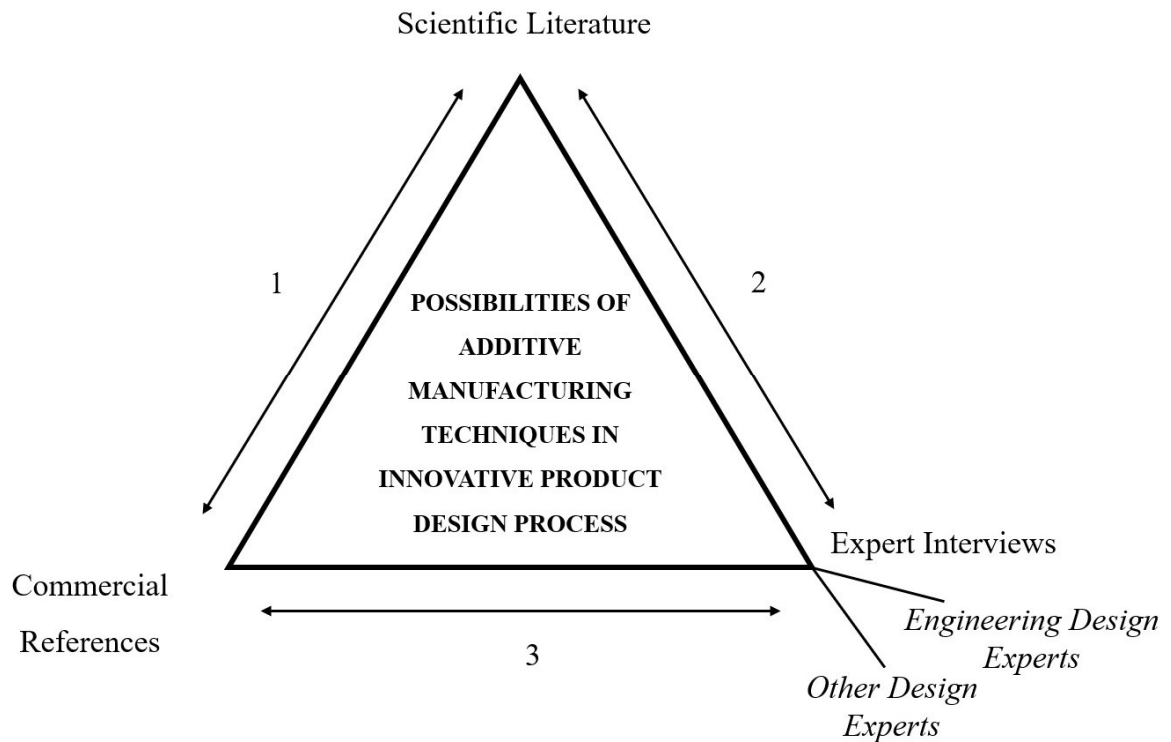 Scientific Literature
1
2
POSSIBILITIES OF
ADDITIVE
MANUFACTURING
TECHNIQUES IN
INNOVATIVE PRODUCT
DESIGN PROCESS
Expert Interviews
Commercial
References
Engineering Design
Experts
3
Other Design
Experts